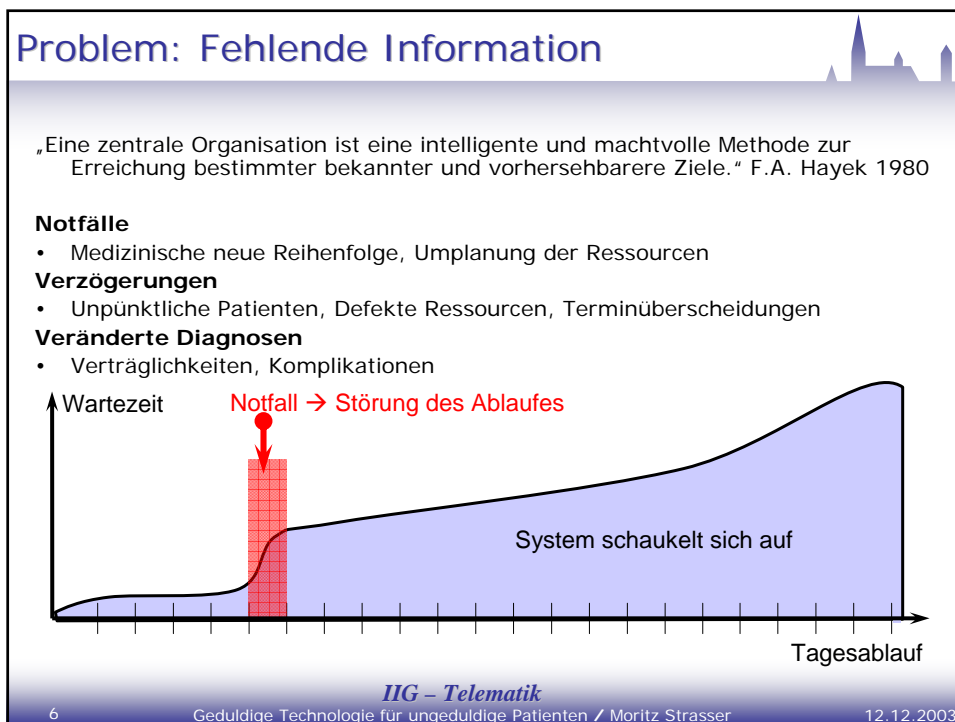 Problem: Fehlende Information
„Eine zentrale Organisation ist eine intelligente und machtvolle Methode zur
Erreichung bestimmter bekannter und vorhersehbarere Ziele.“ F.A. Hayek 1980
Notfälle
• Medizinische neue Reihenfolge, Umplanung der Ressourcen
Verzögerungen
• Unpünktliche Patienten, Defekte Ressourcen, Terminüberscheidungen
Veränderte Diagnosen
• Verträglichkeiten, Komplikationen
Wartezeit
Notfall → Störung des Ablaufes
System schaukelt sich auf
Tagesablauf
IIG – Telematik
6 Geduldige Technologie für ungeduldige Patienten / Moritz Strasser 12.12.2003